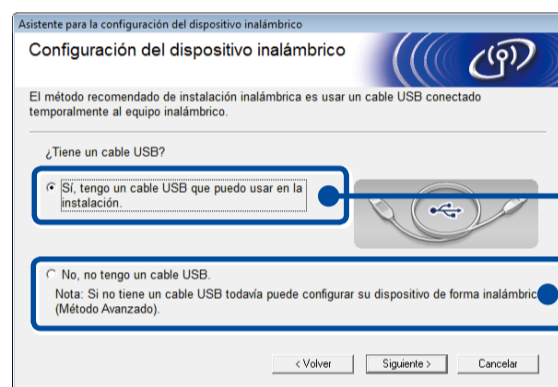 Asistente para la configuración del dispositivo inalámbrico
Configuración del dispositivo inalámbrico
El método recomendado de instalación inalámbrica es usar un cable USB conectado
temporalmente al equipo inalámbrico.
¿Tiene un cable USB?
Sí, tengo un cable USB que puedo usar en la
instalación.
No, no tengo un cable USB.
Nota: Si no tiene un cable USB todavía puede configurar su dispositivo de forma
(Método Avanzado).
< Volver
Siguiente >
Cancelar